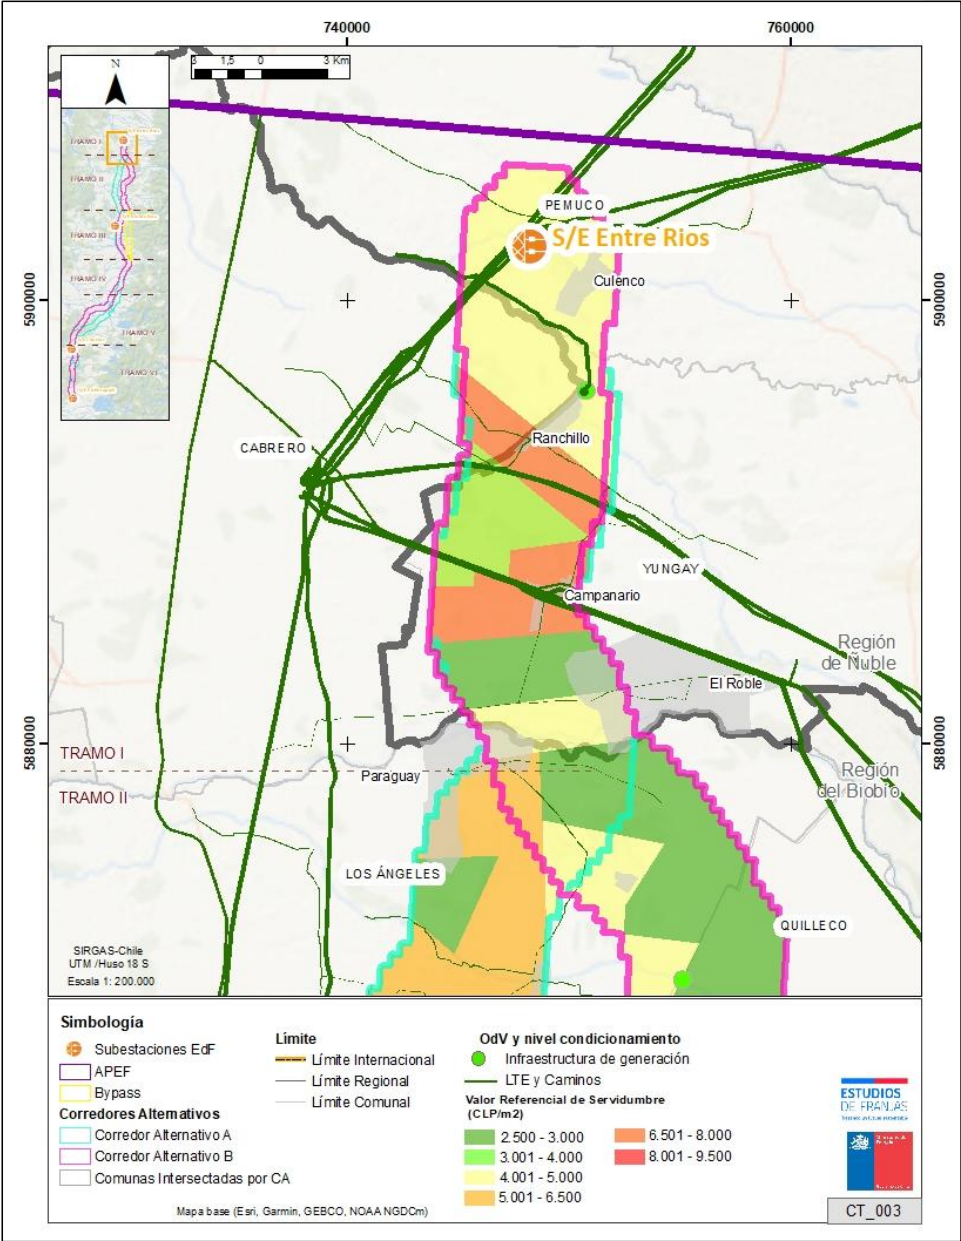 740000
760000
N
3 1,5 0 3 Km
TRAMO I
TRAMO II
TRAMO III
TRAMO IV
TRAMO V
TRAMO VI
PEMUCO
S/E Entre Rios
Culenco
5900000
5900000
Ranchillo
CABRERO
YUNGAY
Campanario
Región
de Ñuble
El Roble
5880000
5880000
TRAMO I
TRAMO II
Paraguay
Región
del Biobío
LOS ÁNGELES
QUILLECO
SIRGAS-Chile
UTM /Huso 18 S
Escala 1: 200.000
Simbología
Subestaciones EdF
APEF
Bypass
Corredores Alternativos
Corredor Alternativo A
Corredor Alternativo B
Comunas Intersectadas por CA
Límite
Límite Internacional
Límite Regional
Límite Comunal
OdV y nivel condicionamiento
Infraestructura de generación
LTE y Caminos
Valor Referencial de Servidumbre
(CLP/m2)
2.500 - 3.000
3.001 - 4.000
4.001 - 5.000
5.001 - 6.500
6.501 - 8.000
8.001 - 9.500
ESTUDIOS
DE FRANJAS
Mapa base (Esri, Garmin, GEBCO, NOAA NGDCm)
CT_003